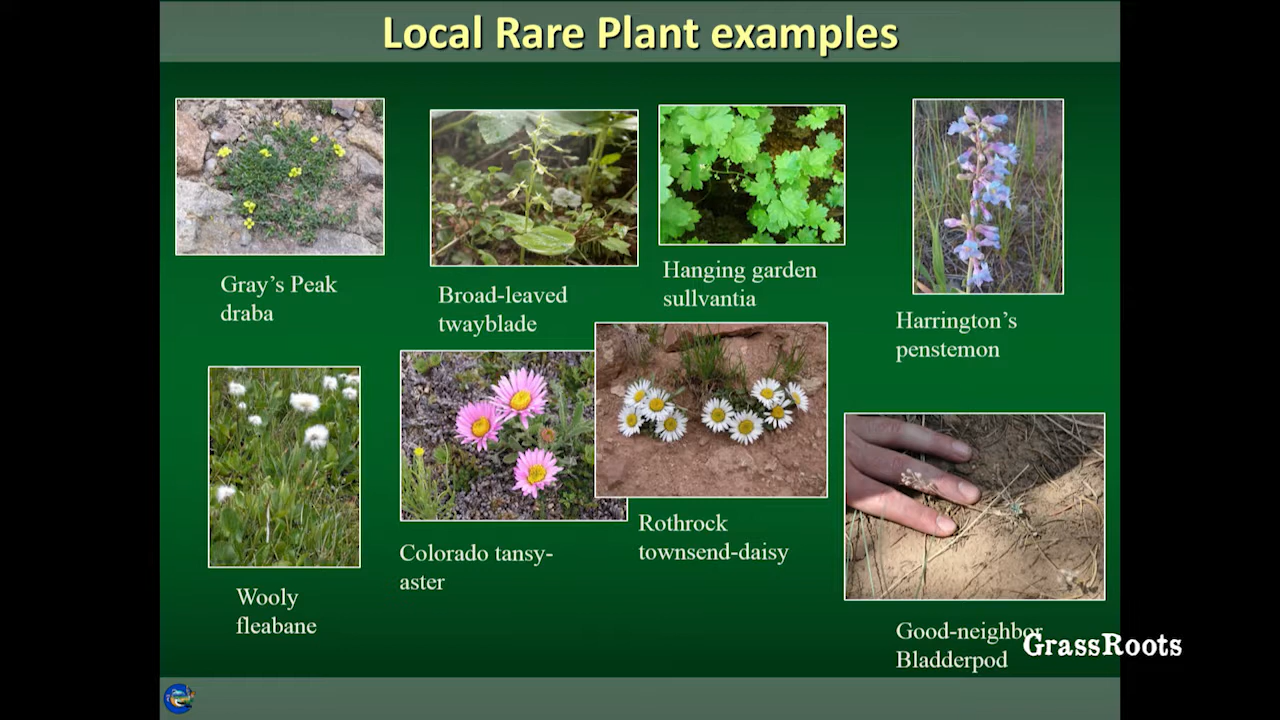 Local Rare Plant examples
Gray's Peak
draba
Broad-leaved
twayblade
Hanging garden
sullvantia
Harrington's
penstemon
Wooly
fleabane
Colorado tansy-
aster
Rothrock
townsend-daisy
Good-neighbor
Bladderpod
GrassRoots